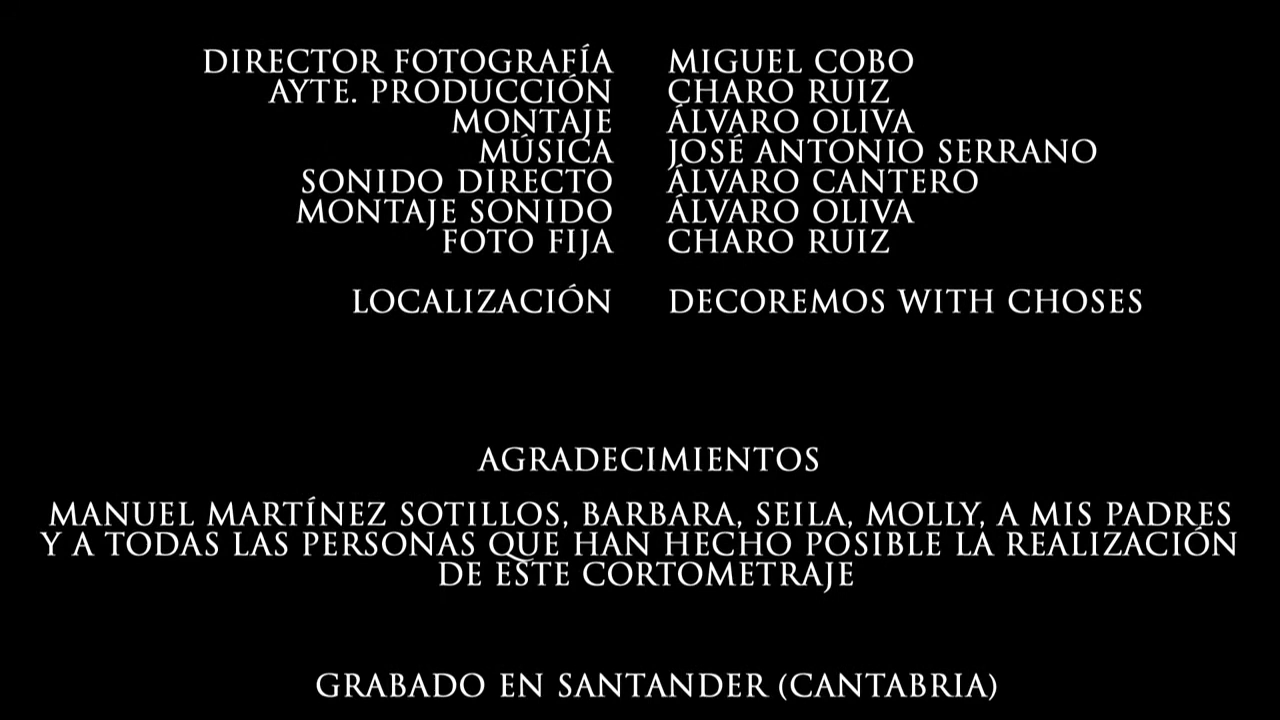 DIRECTOR FOTOGRAFÍA MIGUEL COBO
AYTE. PRODUCCIÓN CHARO RUIZ
MONTAJE ÁLVARO OLIVA
MÚSICA JOSÉ ANTONIO SERRANO
SONIDO DIRECTO ÁLVARO CANTERO
MONTAJE SONIDO ÁLVARO OLIVA
FOTO FIJA CHARO RUIZ
LOCALIZACIÓN DECOREMOS WITH CHOSES
AGRADECIMIENTOS
MANUEL MARTÍNEZ SOTILLOS, BARBARA, SEILA, MOLLY, A MIS PADRES
Y A TODAS LAS PERSONAS QUE HAN HECHO POSIBLE LA REALIZACIÓN
DE ESTE CORTOMETRAJE
GRABADO EN SANTANDER (CANTABRIA)